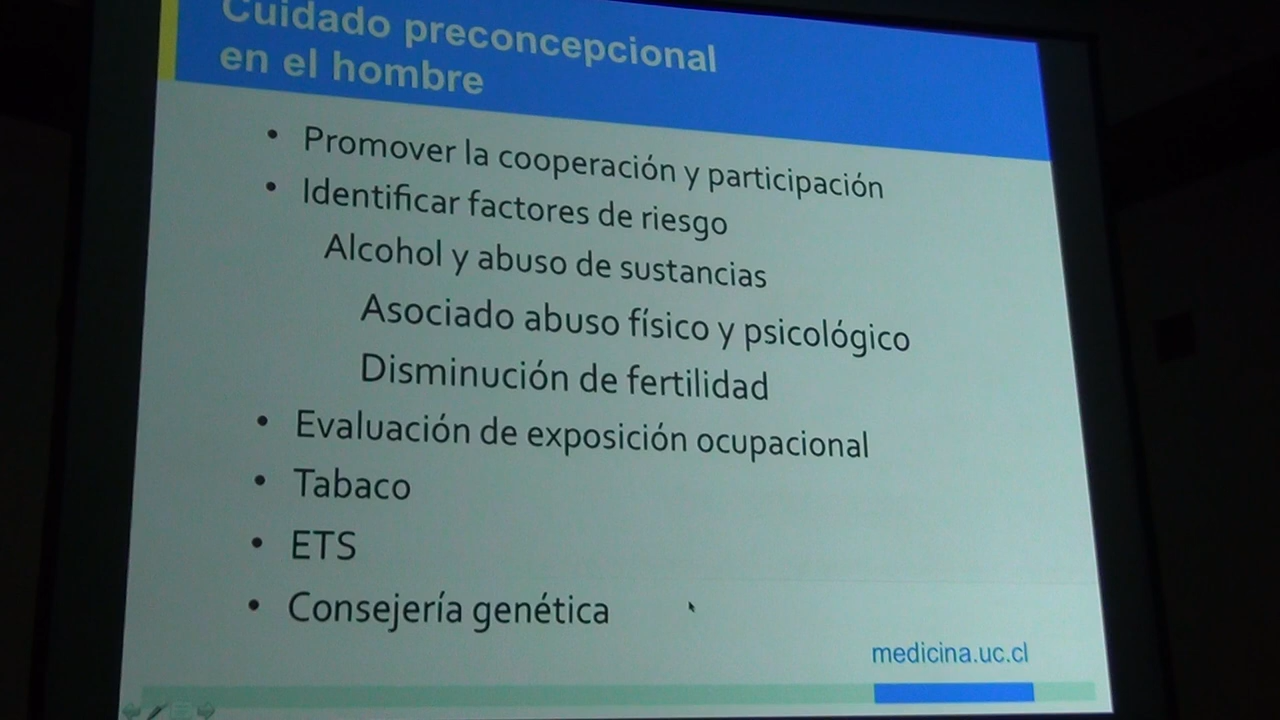 Cuidado preconcepcional
en el hombre
• Promover la cooperación y participación
• Identificar factores de riesgo
Alcohol y abuso de sustancias
Asociado abuso físico y psicológico
Disminución de fertilidad
• Evaluación de exposición ocupacional
• Tabaco
• ETS
• Consejería genética
medicina.uc.cl